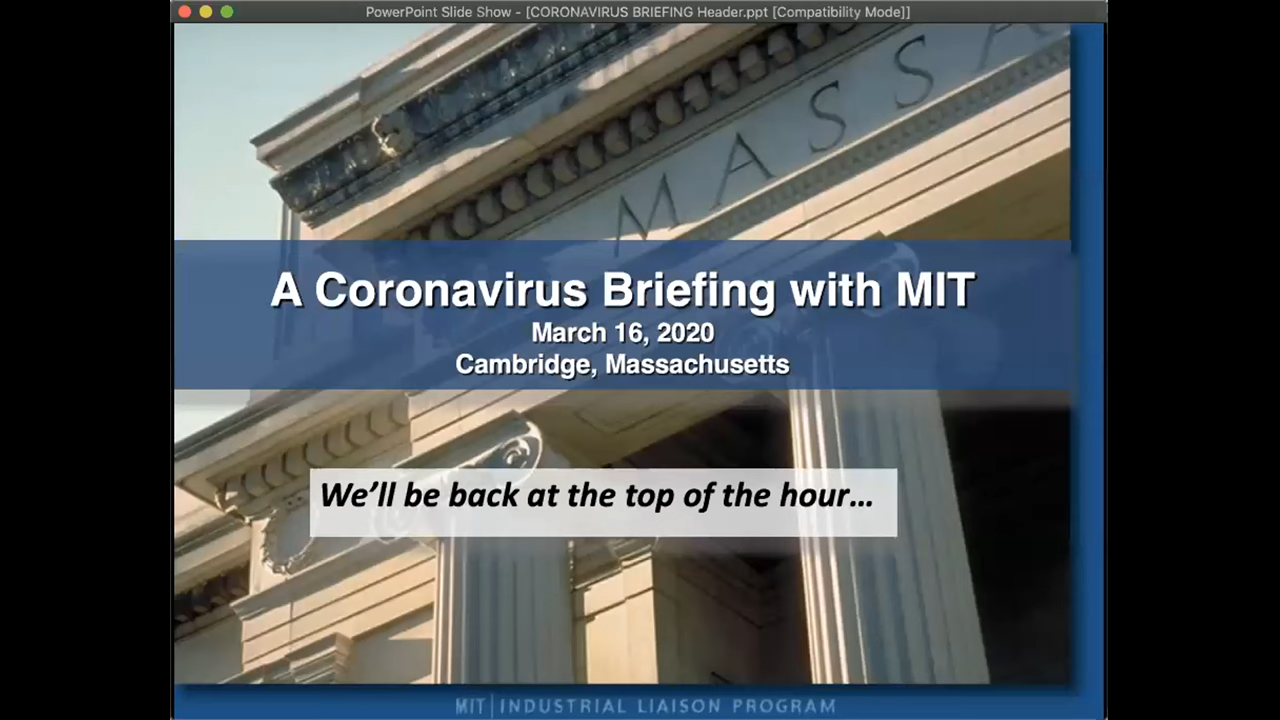 PowerPoint Slide Show - [CORONAVIRUS BRIEFING Header.ppt [Compatibility Mode]]
MASSA
A Coronavirus Briefing with MIT
March 16, 2020
Cambridge, Massachusetts
We’ll be back at the top of the hour...
MIT | INDUSTRIAL LIAISON PROGRAM